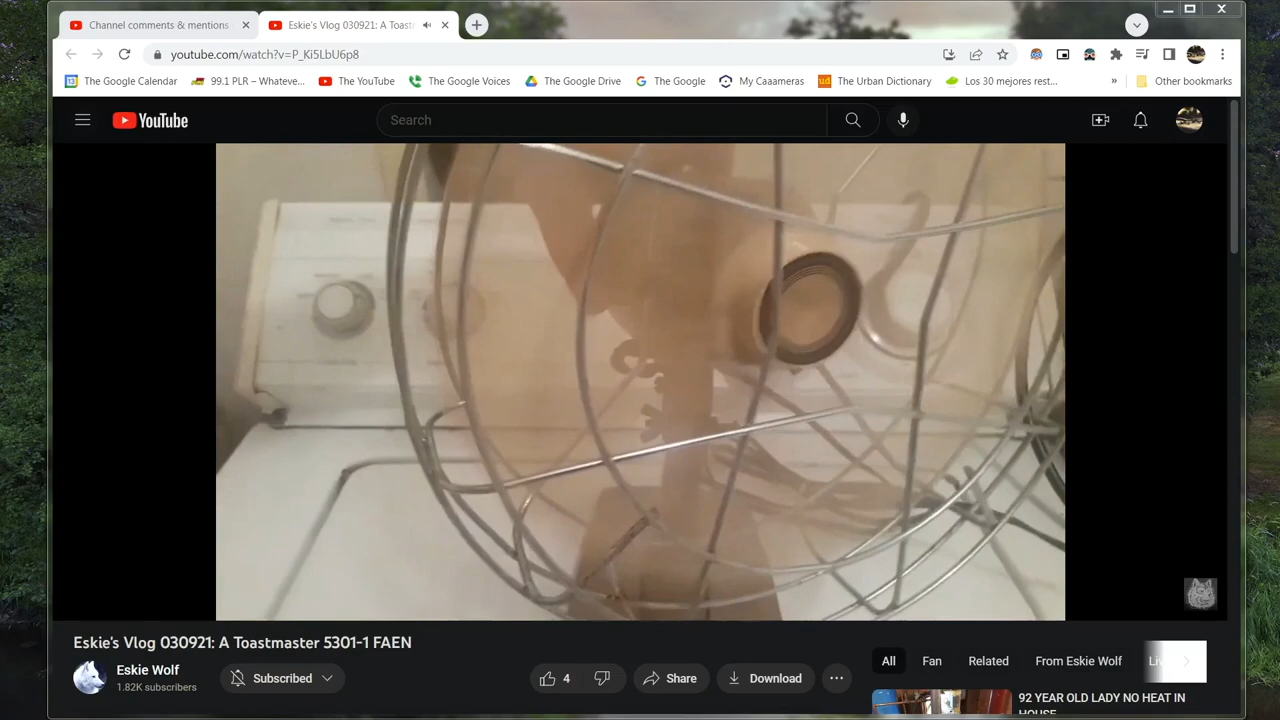 Channel comments & mentions
Eskie's Vlog 030921: A Toastm
youtube.com/watch?v=P_Ki5LbU6p8
The Google Calendar
99.1 PLR – Whateve...
The YouTube
The Google Voices
The Google Drive
The Google
My Caaameras
The Urban Dictionary
Los 30 mejores rest...
»
Other bookmarks
YouTube
Search
Eskie's Vlog 030921: A Toastmaster 5301-1 FAEN
Eskie Wolf
1.82K subscribers
Subscribed
4
Share
Download
All
Fan
Related
From Eskie Wolf
92 YEAR OLD LADY NO HEAT IN
HOUSE